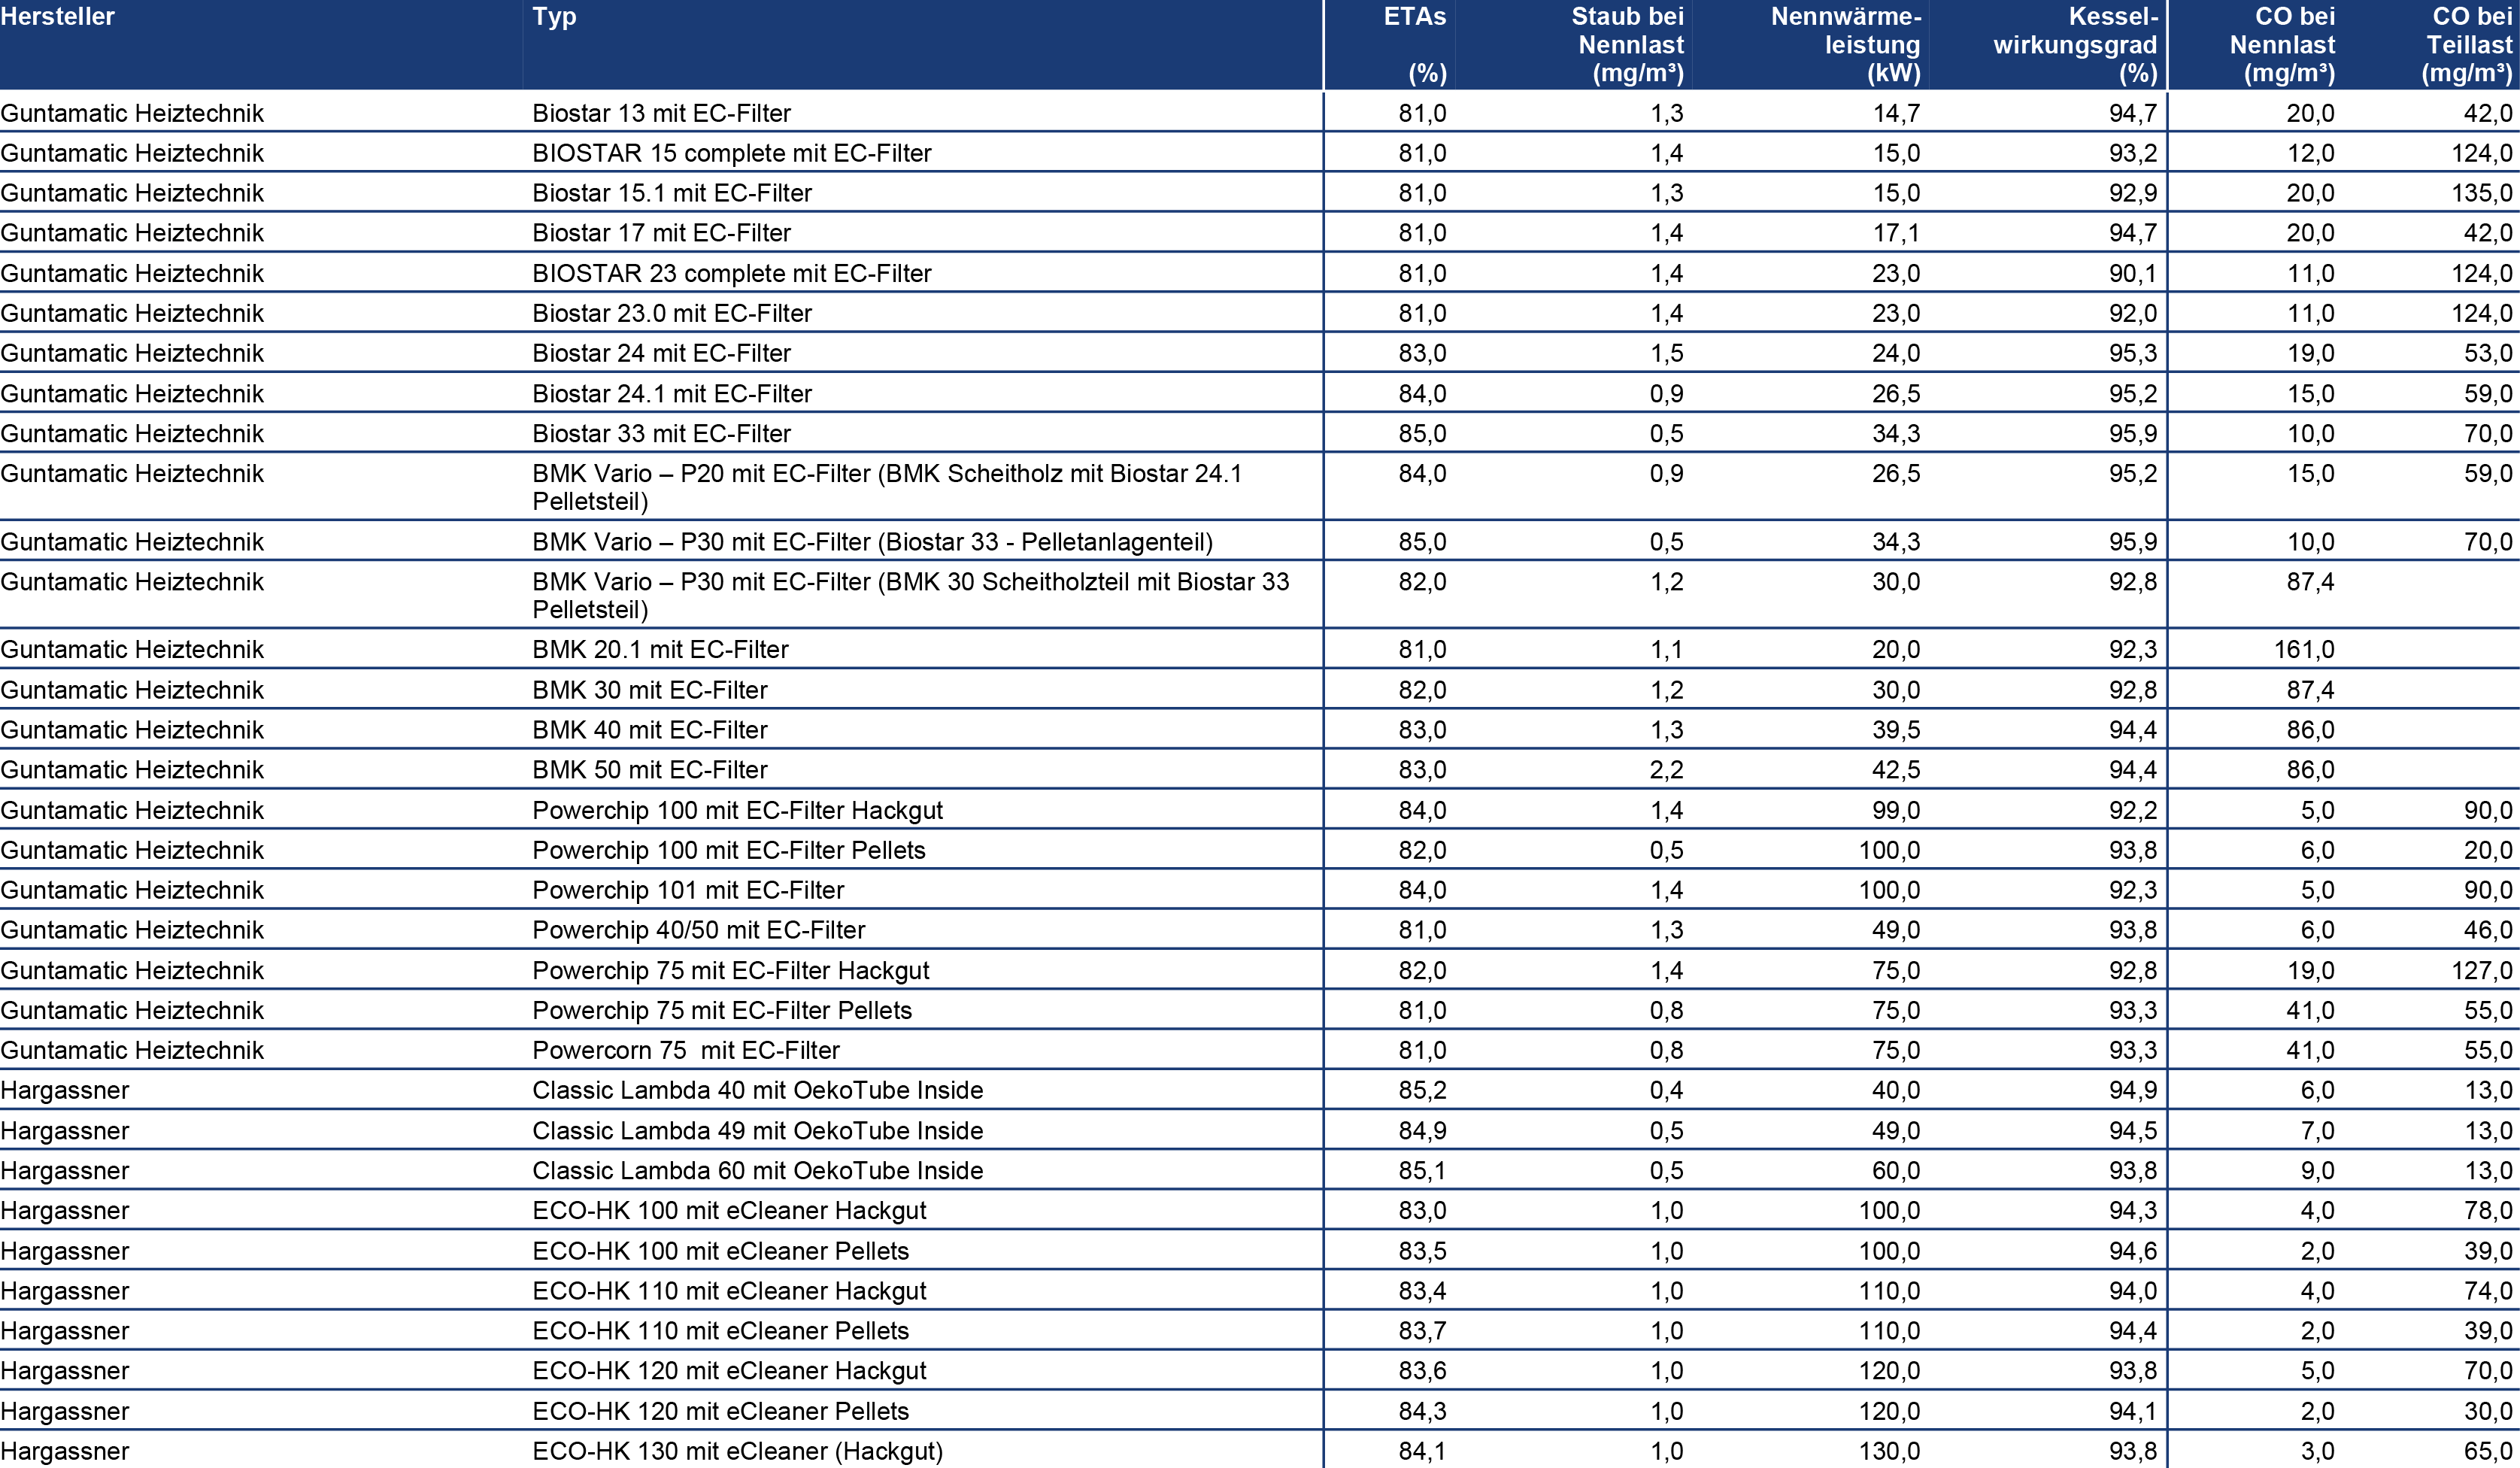 Hersteller Typ ETAs (%) Staub bei Nennlast (mg/m³) Nennwärme-leistung (kW) Kessel-wirkungsgrad (%) CO bei Nennlast (mg/m³) CO bei Teillast (mg/m³)
Guntamatic Heiztechnik Biostar 13 mit EC-Filter 81,0 1,3 14,7 94,7 20,0 42,0
Guntamatic Heiztechnik BIOSTAR 15 complete mit EC-Filter 81,0 1,4 15,0 93,2 12,0 124,0
Guntamatic Heiztechnik Biostar 15.1 mit EC-Filter 81,0 1,3 15,0 92,9 20,0 135,0
Guntamatic Heiztechnik Biostar 17 mit EC-Filter 81,0 1,4 17,1 94,7 20,0 42,0
Guntamatic Heiztechnik BIOSTAR 23 complete mit EC-Filter 81,0 1,4 23,0 90,1 11,0 124,0
Guntamatic Heiztechnik Biostar 23.0 mit EC-Filter 81,0 1,4 23,0 92,0 11,0 124,0
Guntamatic Heiztechnik Biostar 24 mit EC-Filter 83,0 1,5 24,0 95,3 19,0 53,0
Guntamatic Heiztechnik Biostar 24.1 mit EC-Filter 84,0 0,9 26,5 95,2 15,0 59,0
Guntamatic Heiztechnik Biostar 33 mit EC-Filter 85,0 0,5 34,3 95,9 10,0 70,0
Guntamatic Heiztechnik BMK Vario – P20 mit EC-Filter (BMK Scheitholz mit Biostar 24.1 84,0 0,9 26,5 95,2 15,0 59,0
Pelletsteil)
Guntamatic Heiztechnik BMK Vario – P30 mit EC-Filter (Biostar 33 - Pelletanlagenteil) 85,0 0,5 34,3 95,9 10,0 70,0
Guntamatic Heiztechnik BMK Vario – P30 mit EC-Filter (BMK 30 Scheitholzteil mit Biostar 33 82,0 1,2 30,0 92,8 87,4
Pelletsteil)
Guntamatic Heiztechnik BMK 20.1 mit EC-Filter 81,0 1,1 20,0 92,3 161,0
Guntamatic Heiztechnik BMK 30 mit EC-Filter 82,0 1,2 30,0 92,8 87,4
Guntamatic Heiztechnik BMK 40 mit EC-Filter 83,0 1,3 39,5 94,4 86,0
Guntamatic Heiztechnik BMK 50 mit EC-Filter 83,0 2,2 42,5 94,4 86,0
Guntamatic Heiztechnik Powerchip 100 mit EC-Filter Hackgut 84,0 1,4 99,0 92,2 5,0 90,0
Guntamatic Heiztechnik Powerchip 100 mit EC-Filter Pellets 82,0 0,5 100,0 93,8 6,0 20,0
Guntamatic Heiztechnik Powerchip 101 mit EC-Filter 84,0 1,4 100,0 92,3 5,0 90,0
Guntamatic Heiztechnik Powerchip 40/50 mit EC-Filter 81,0 1,3 49,0 93,8 6,0 46,0
Guntamatic Heiztechnik Powerchip 75 mit EC-Filter Hackgut 82,0 1,4 75,0 92,8 19,0 127,0
Guntamatic Heiztechnik Powerchip 75 mit EC-Filter Pellets 81,0 0,8 75,0 93,3 41,0 55,0
Guntamatic Heiztechnik Powercorn 75 mit EC-Filter 81,0 0,8 75,0 93,3 41,0 55,0
Hargassner Classic Lambda 40 mit OekoTube Inside 85,2 0,4 40,0 94,9 6,0 13,0
Hargassner Classic Lambda 49 mit OekoTube Inside 84,9 0,5 49,0 94,5 7,0 13,0
Hargassner Classic Lambda 60 mit OekoTube Inside 85,1 0,5 60,0 93,8 9,0 13,0
Hargassner ECO-HK 100 mit eCleaner Hackgut 83,0 1,0 100,0 94,3 4,0 78,0
Hargassner ECO-HK 100 mit eCleaner Pellets 83,5 1,0 100,0 94,6 2,0 39,0
Hargassner ECO-HK 110 mit eCleaner Hackgut 83,4 1,0 110,0 94,0 4,0 74,0
Hargassner ECO-HK 110 mit eCleaner Pellets 83,7 1,0 110,0 94,4 2,0 39,0
Hargassner ECO-HK 120 mit eCleaner Hackgut 83,6 1,0 120,0 93,8 5,0 70,0
Hargassner ECO-HK 120 mit eCleaner Pellets 84,3 1,0 120,0 94,1 2,0 30,0
Hargassner ECO-HK 130 mit eCleaner (Hackgut) 84,1 1,0 130,0 93,8 3,0 65,0